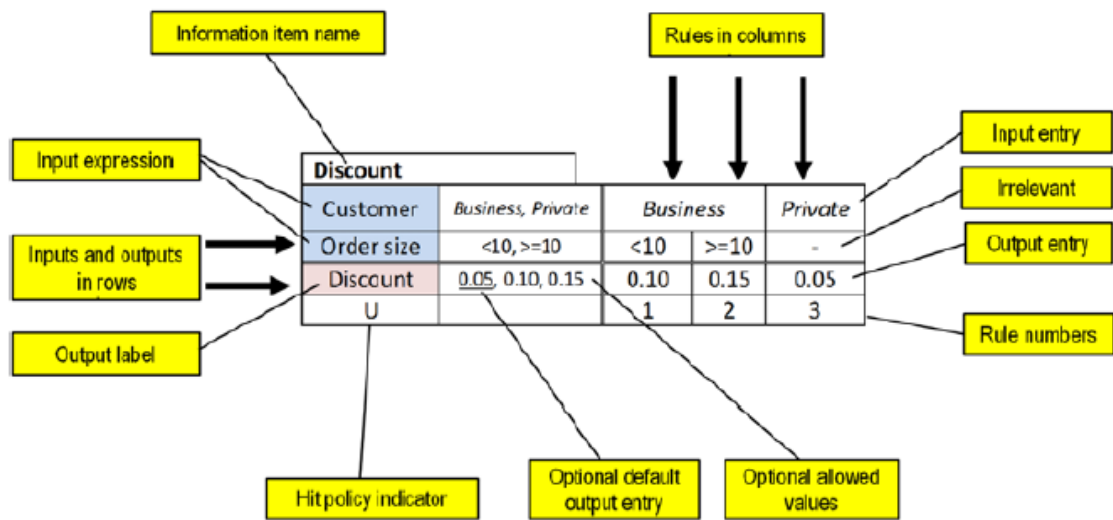 Information item name
Rules in columns
Input expression
Input entry
Irrelevant
Inputs and outputs
in rows
Output entry
Output label
Rule numbers
Discount
Customer Business, Private Business Private
Order size <10, >=10 <10 >=10 -
Discount 0.05, 0.10, 0.15 0.10 0.15 0.05
U 1 2 3
Hit policy indicator
Optional default
output entry
Optional allowed
values